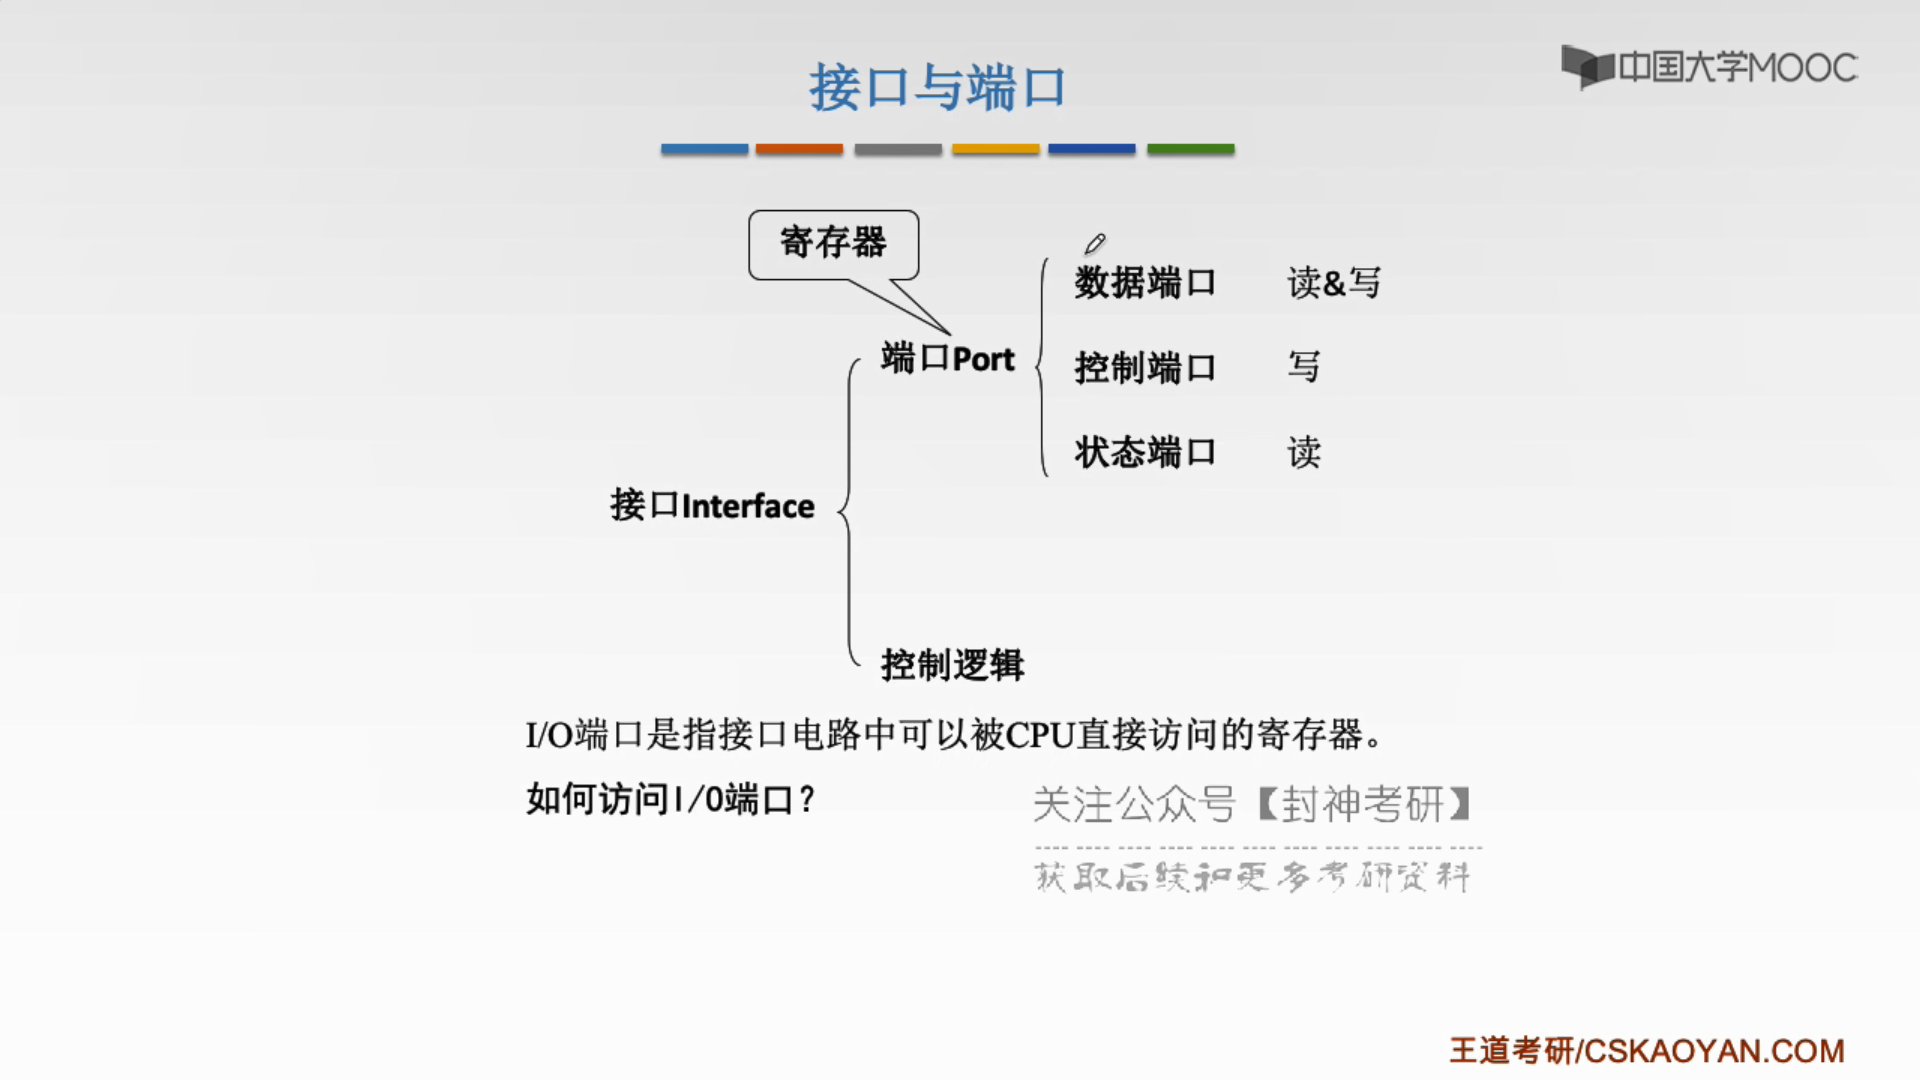 接口与端口
中国大学MOOC
寄存器
数据端口 读&写
端口Port
控制端口 写
状态端口 读
接口Interface
控制逻辑
I/O端口是指接口电路中可以被CPU直接访问的寄存器。
如何访问I/O端口?
关注公众号【封神考研】
获取后续和更多考研资料
王道考研/CSKAOYAN.COM